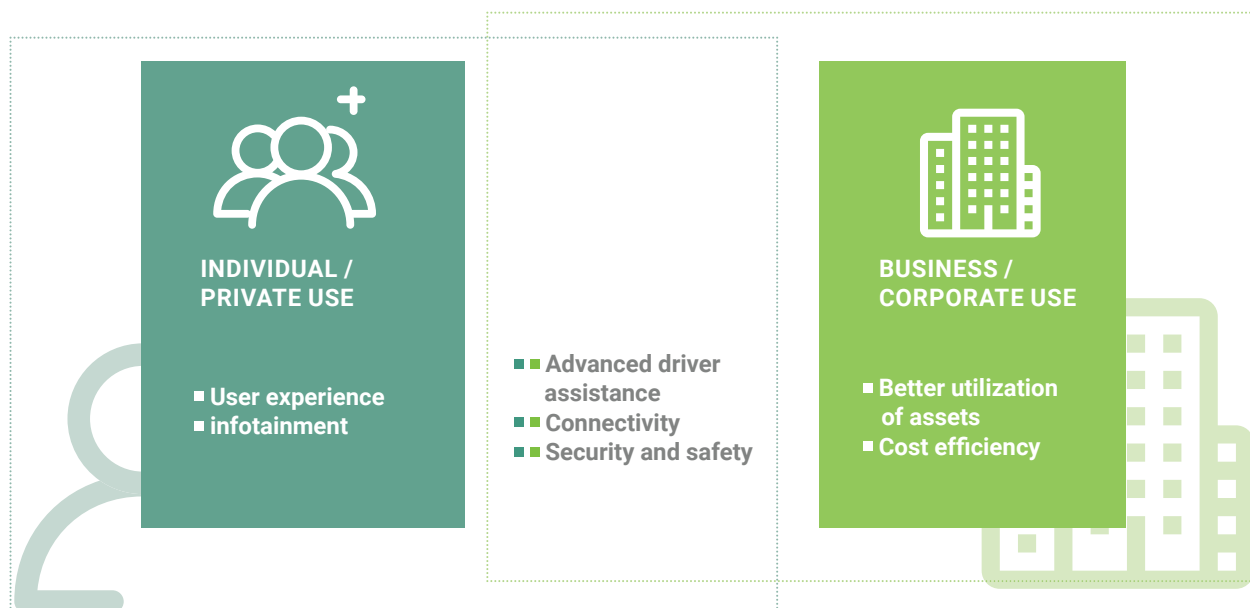 INDIVIDUAL /
PRIVATE USE
User experience
infotainment
Advanced driver
assistance
Connectivity
Security and safety
BUSINESS /
CORPORATE USE
Better utilization
of assets
Cost efficiency